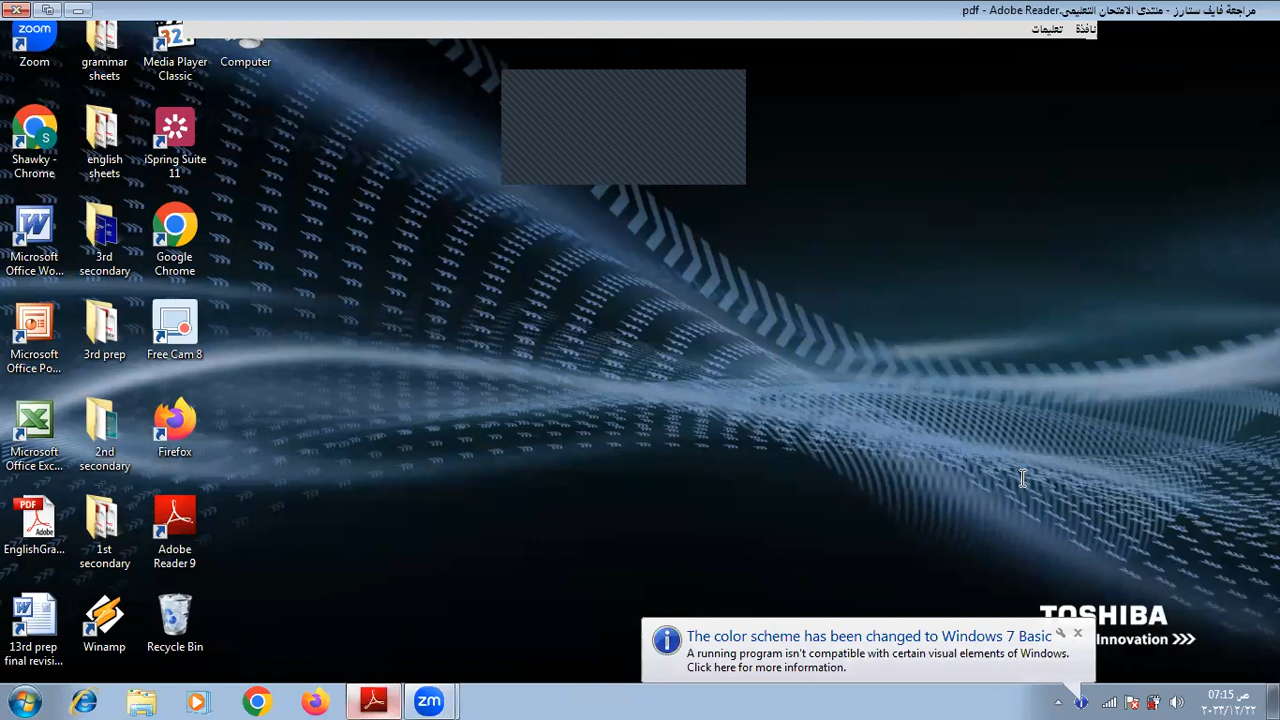 مراجعة فايف ستارز - منتدى الامتحان التعليمى.pdf - Adobe Reader
نافذة تعليمات
Zoom
grammar sheets
Media Player Classic
Computer
Shawky - Chrome
english sheets
iSpring Suite 11
Microsoft Office Wo...
3rd secondary
Google Chrome
Microsoft Office Po...
3rd prep
Free Cam 8
Microsoft Office Exc...
2nd secondary
Firefox
EnglishGra...
1st secondary
Adobe Reader 9
13rd prep final revisi...
Winamp
Recycle Bin
TOSHIBA
Innovation >>>
The color scheme has been changed to Windows 7 Basic
A running program isn't compatible with certain visual elements of Windows.
Click here for more information.
07:15 ص
٢٠٢٣/١٢/٢٢